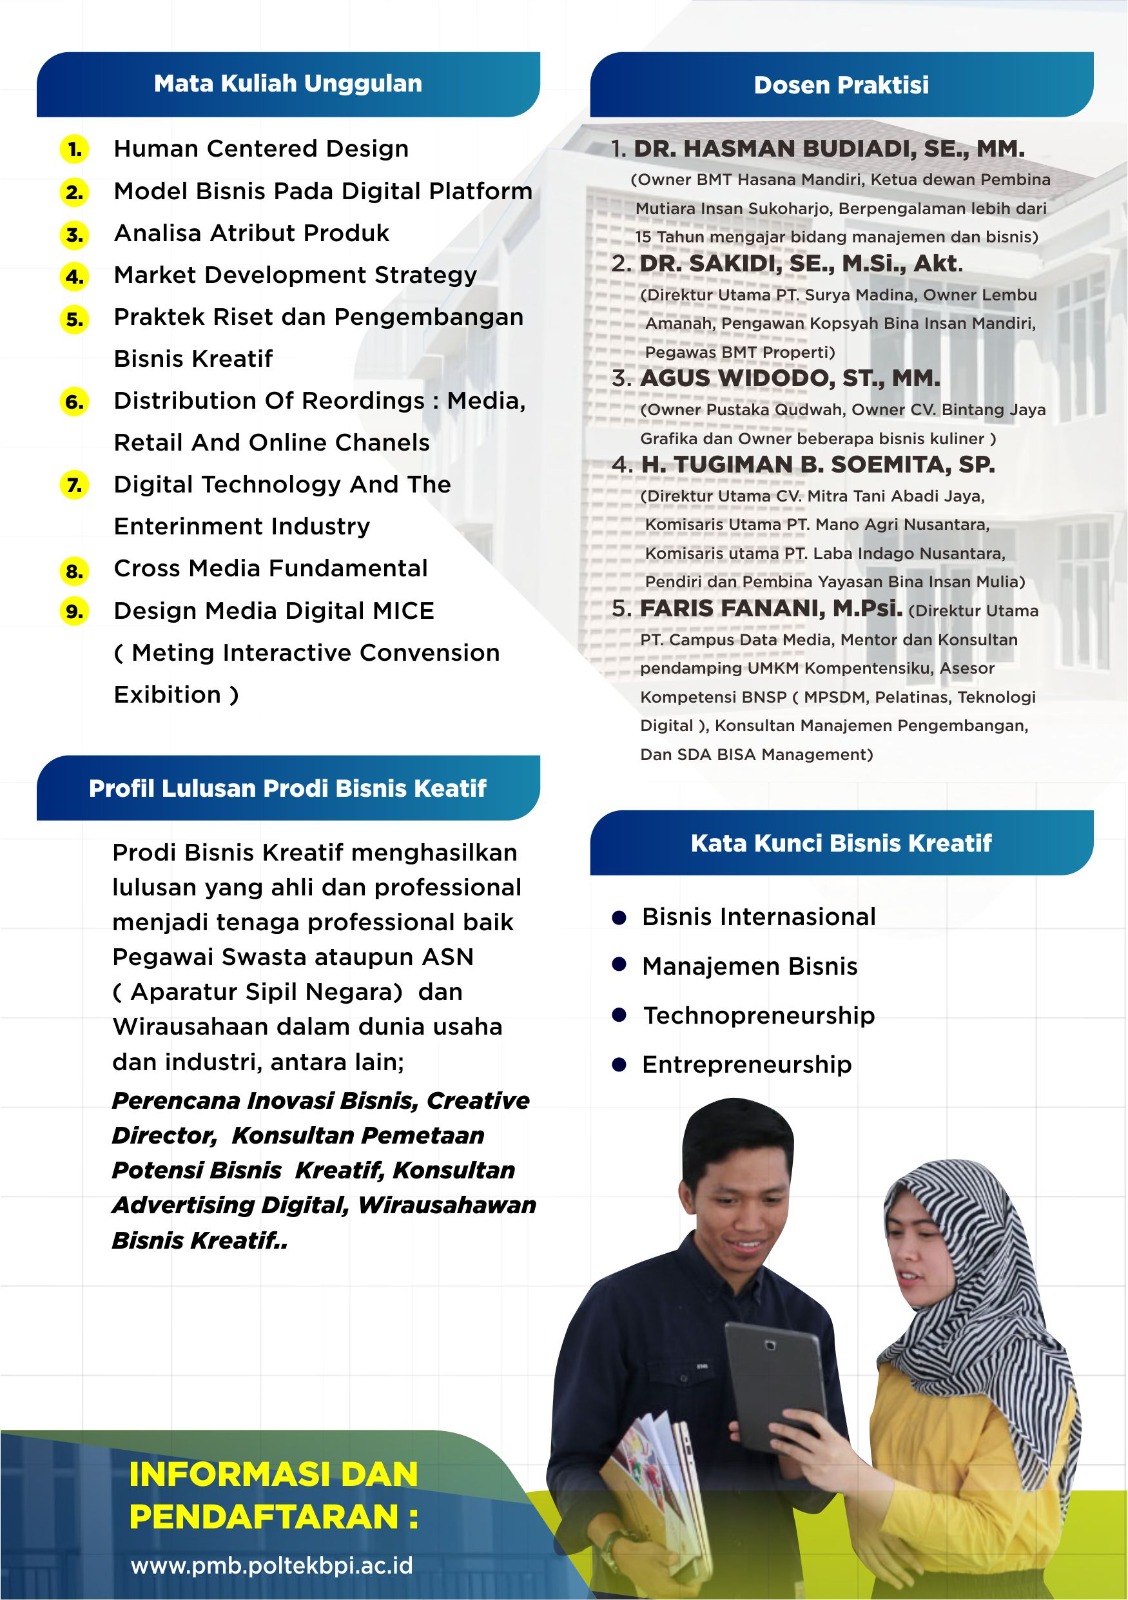 Mata Kuliah Unggulan
1. Human Centered Design
2. Model Bisnis Pada Digital Platform
3. Analisa Atribut Produk
4. Market Development Strategy
5. Praktek Riset dan Pengembangan
Bisnis Kreatif
6. Distribution Of Reordings : Media,
Retail And Online Chanels
7. Digital Technology And The
Enterinment Industry
8. Cross Media Fundamental
9. Design Media Digital MICE
( Meting Interactive Convension
Exibition )
Profil Lulusan Prodi Bisnis Keatif
Prodi Bisnis Kreatif menghasilkan
lulusan yang ahli dan professional
menjadi tenaga professional baik
Pegawai Swasta ataupun ASN
( Aparatur Sipil Negara) dan
Wirausahaan dalam dunia usaha
dan industri, antara lain;
Perencana Inovasi Bisnis, Creative
Director, Konsultan Pemetaan
Potensi Bisnis Kreatif, Konsultan
Advertising Digital, Wirausahawan
Bisnis Kreatif..
Dosen Praktisi
1. DR. HASMAN BUDIADI, SE., MM.
(Owner BMT Hasana Mandiri, Ketua dewan Pembina
Mutiara Insan Sukoharjo, Berpengalaman lebih dari
15 Tahun mengajar bidang manajemen dan bisnis)
2. DR. SAKIDI, SE., M.Si., Akt.
(Direktur Utama PT. Surya Madina, Owner Lembu
Amanah, Pengawan Kopsyah Bina Insan Mandiri,
Pegawas BMT Properti)
3. AGUS WIDODO, ST., MM.
(Owner Pustaka Qudwah, Owner CV. Bintang Jaya
Grafika dan Owner beberapa bisnis kuliner )
4. H. TUGIMAN B. SOEMITA, SP.
(Direktur Utama CV. Mitra Tani Abadi Jaya,
Komisaris Utama PT. Mano Agri Nusantara,
Komisaris utama PT. Laba Indago Nusantara,
Pendiri dan Pembina Yayasan Bina Insan Mulia)
5. FARIS FANANI, M.Psi. (Direktur Utama
PT. Campus Data Media, Mentor dan Konsultan
pendamping UMKM Kompentensiku, Asesor
Kompetensi BNSP ( MPSDM, Pelatinas, Teknologi
Digital ), Konsultan Manajemen Pengembangan,
Dan SDA BISA Management)
Kata Kunci Bisnis Kreatif
Bisnis Internasional
Manajemen Bisnis
Technopreneurship
Entrepreneurship
INFORMASI DAN
PENDAFTARAN :
www.pmb.poltekbpi.ac.id